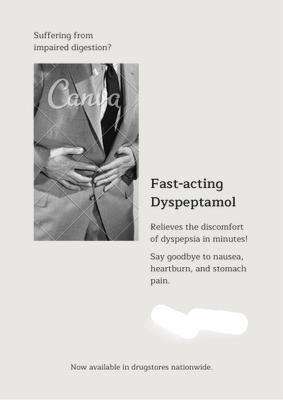 Suffering from
impaired digestion?
Canva
Fast-acting
Dyspeptamol
Relieves the discomfort
of dyspepsia in minutes!
Say goodbye to nausea,
heartburn, and stomach
pain.
Now available in drugstores nationwide.